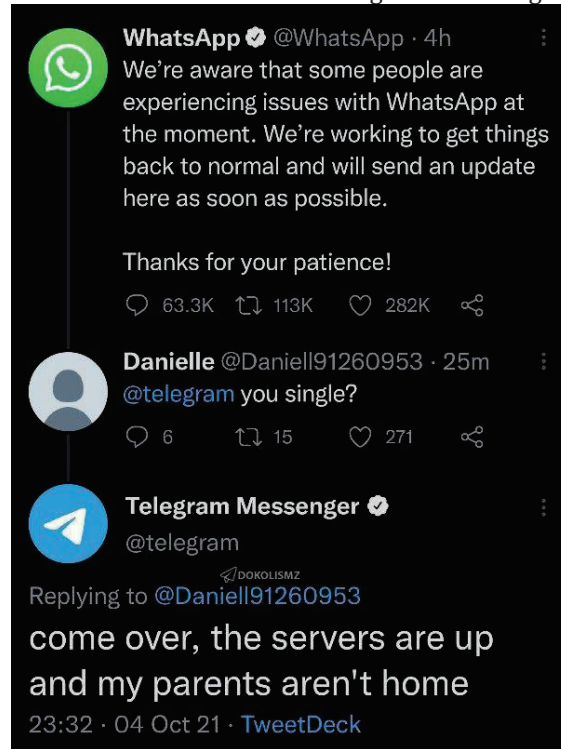 WhatsApp @WhatsApp · 4h
We're aware that some people are
experiencing issues with WhatsApp at
the moment. We're working to get things
back to normal and will send an update
here as soon as possible.
Thanks for your patience!
63.3K 113K 282K
Danielle @Daniell91260953 · 25m
@telegram you single?
6 15 271
Telegram Messenger
@telegram
DOKOLISMZ
Replying to @Daniell91260953
come over, the servers are up
and my parents aren't home
23:32 · 04 Oct 21 · TweetDeck